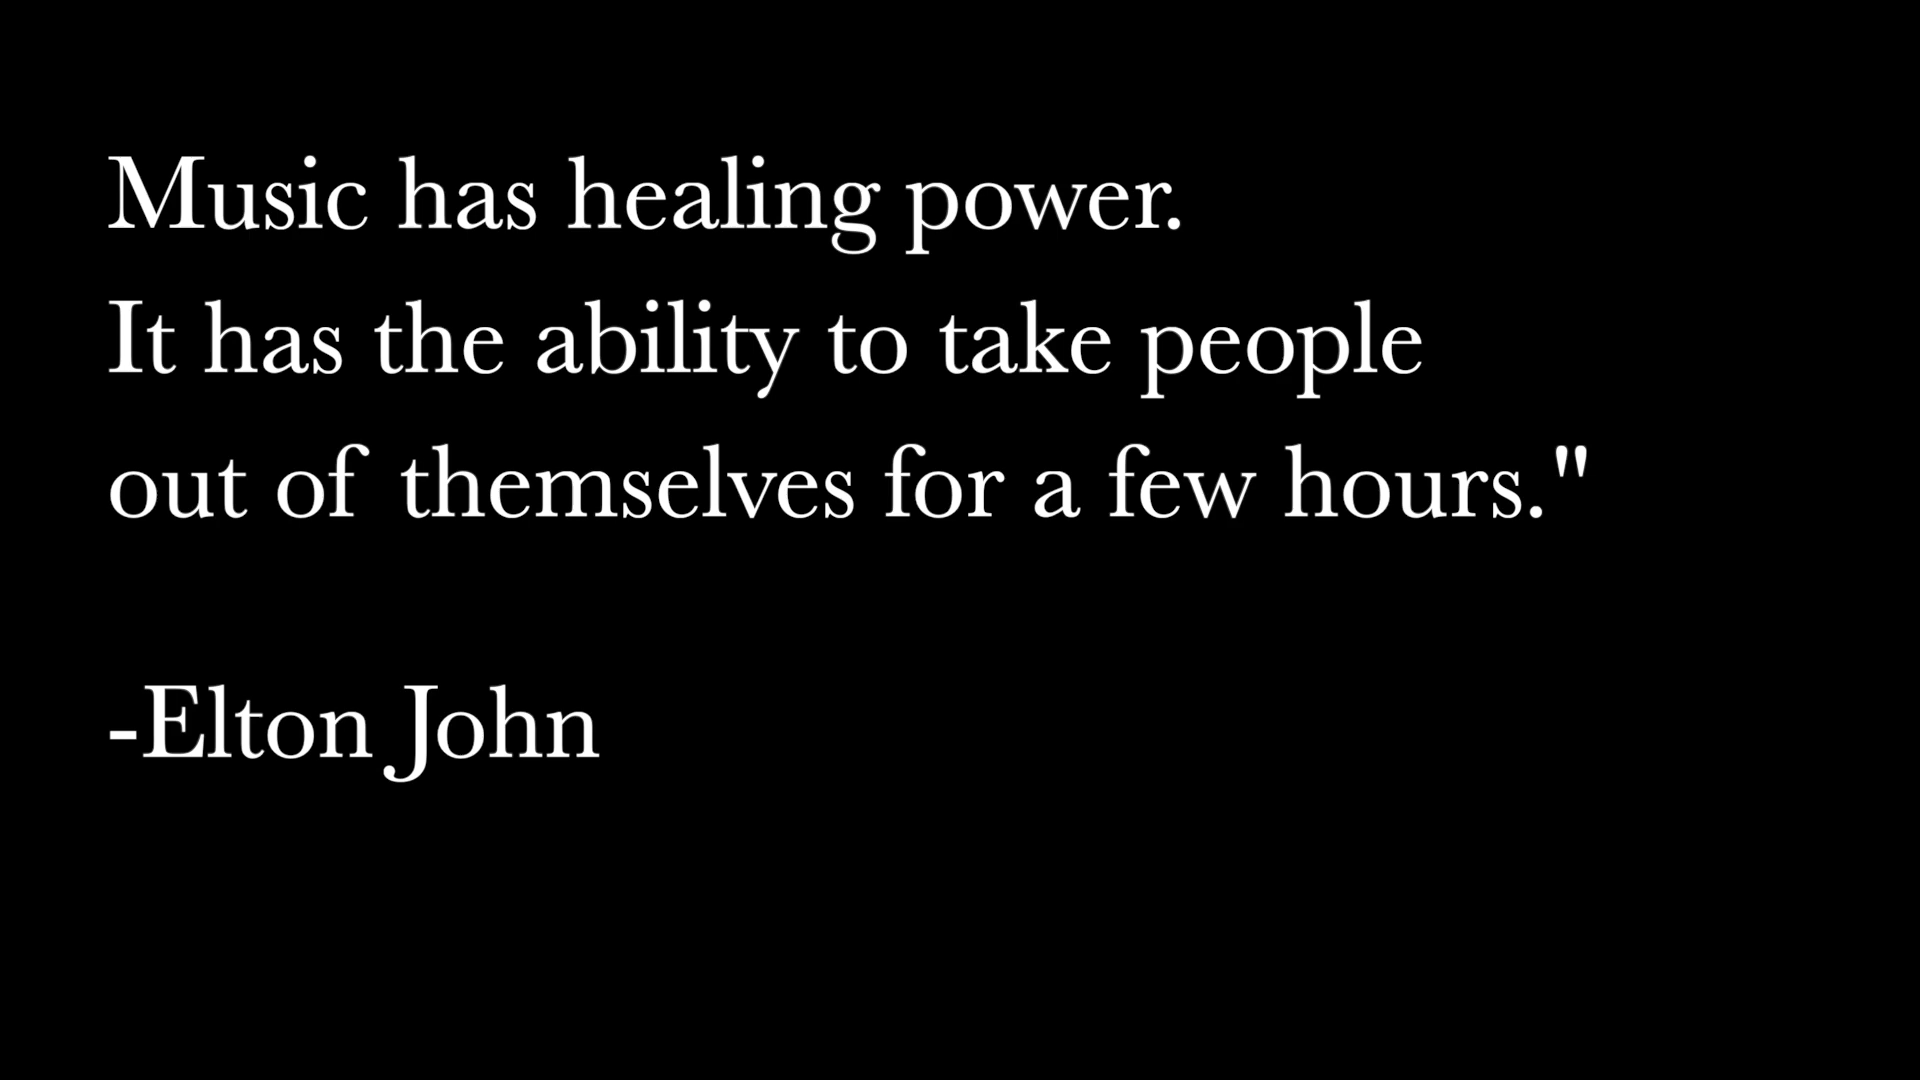 Music has healing power.
It has the ability to take people
out of themselves for a few hours."
-Elton John